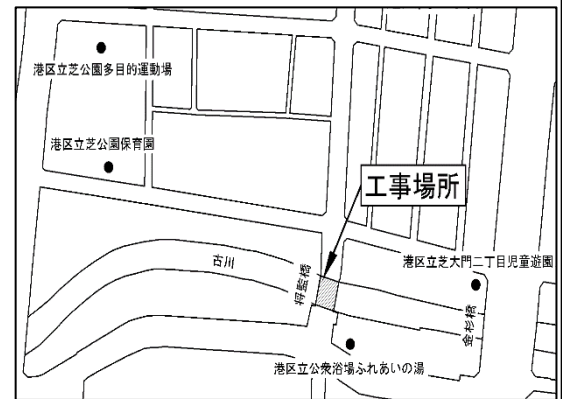 港区立芝公園多目的運動場
港区立芝公園保育園
工事場所
古川
将監橋
港区立芝大門二丁目児童遊園
金杉橋
港区立公衆浴場ふれあいの湯